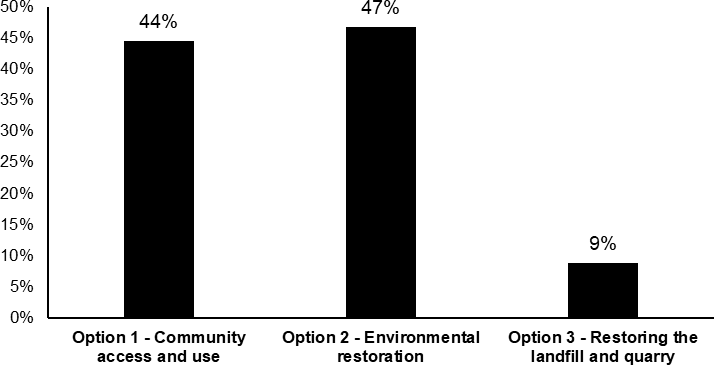 50%
45%
40%
35%
30%
25%
20%
15%
10%
5%
0%
44%
47%
9%
Option 1 - Community
access and use
Option 2 - Environmental
restoration
Option 3 - Restoring the
landfill and quarry